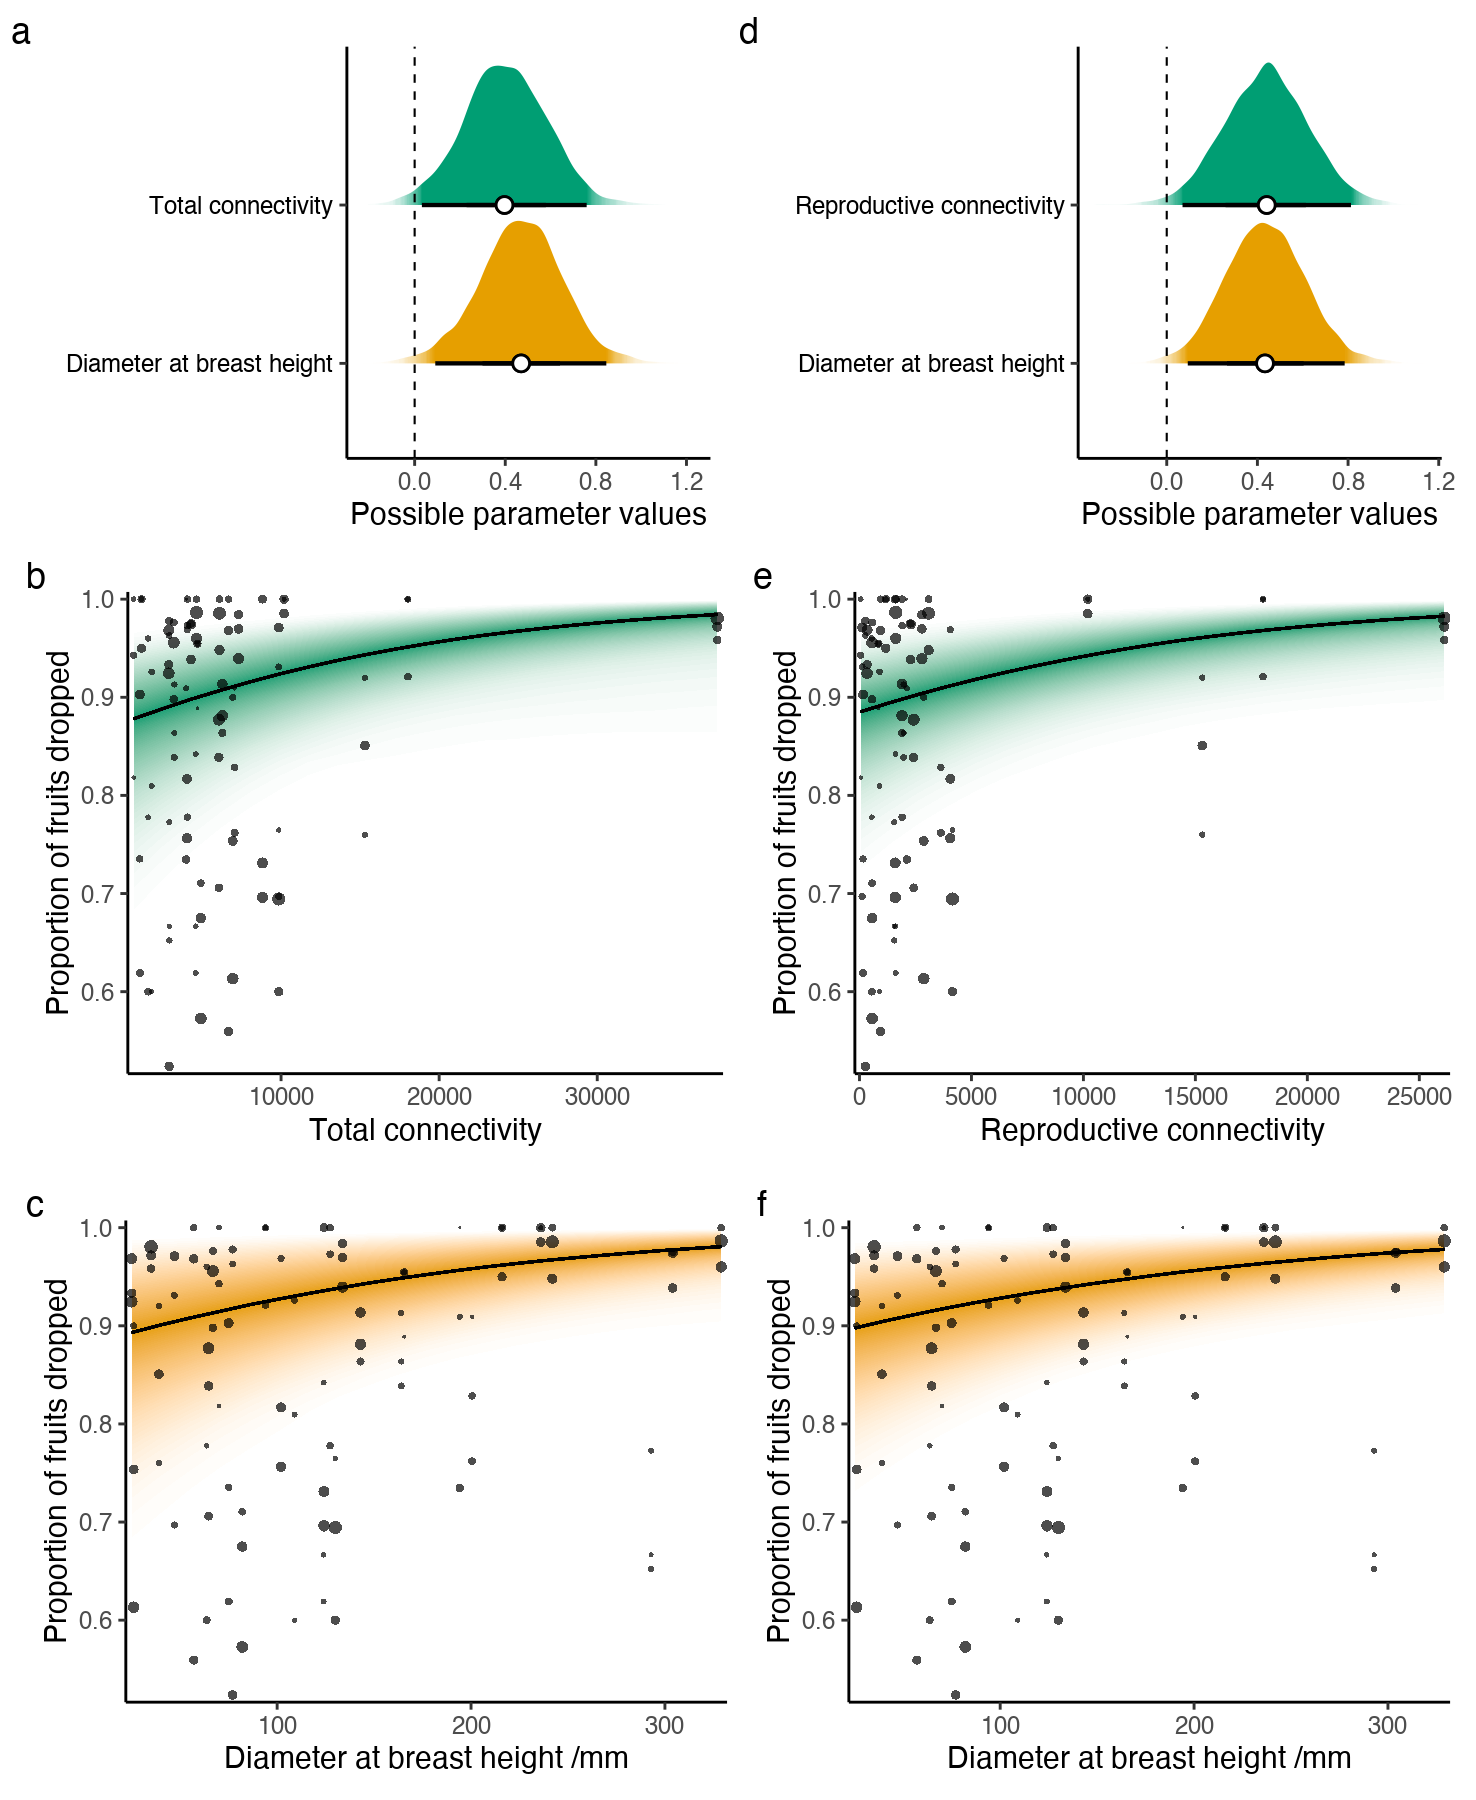 a
Total connectivity
Diameter at breast height
0.0 0.4 0.8 1.2
Possible parameter values
d
Reproductive connectivity
Diameter at breast height
0.0 0.4 0.8 1.2
Possible parameter values
b
Proportion of fruits dropped
1.0
0.9
0.8
0.7
0.6
10000 20000 30000
Total connectivity
e
Proportion of fruits dropped
1.0
0.9
0.8
0.7
0.6
0 5000 10000 15000 20000 25000
Reproductive connectivity
c
Proportion of fruits dropped
1.0
0.9
0.8
0.7
0.6
100 200 300
Diameter at breast height /mm
f
Proportion of fruits dropped
1.0
0.9
0.8
0.7
0.6
100 200 300
Diameter at breast height /mm